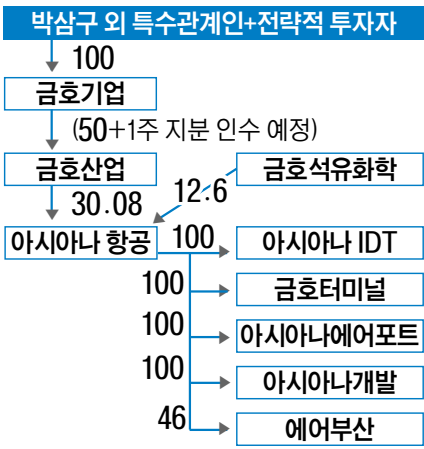 박삼구 외 특수관계인+전략적 투자자
100
금호기업
(50+1주 지분 인수 예정)
금호산업
금호석유화학
30.08
12.6
아시아나 항공
100
아시아나 IDT
100
금호터미널
100
아시아나에어포트
100
아시아나개발
46
에어부산